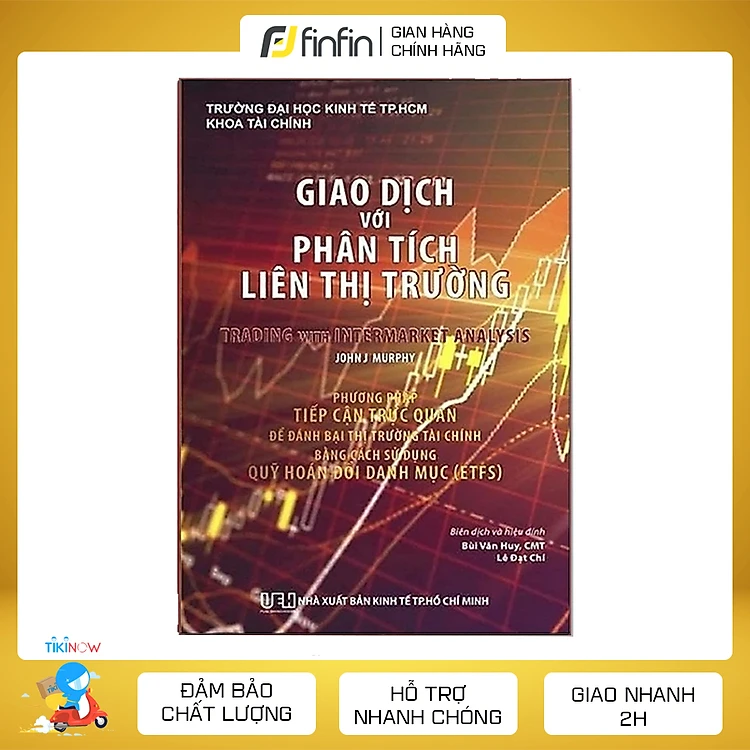 finfin
GIAN HÀNG
CHÍNH HÃNG
TRƯỜNG ĐẠI HỌC KINH TẾ TP.HCM
KHOA TÀI CHÍNH
GIAO DỊCH
VỚI
PHÂN TÍCH
LIÊN THỊ TRƯỜNG
TRADING WITH INTERMARKET ANALYSIS
JOHN J MURPHY
PHƯƠNG PHÁP
TIẾP CẬN TRỰC QUAN
ĐỂ ĐÁNH BẠI THỊ TRƯỜNG TÀI CHÍNH
BẰNG CÁCH SỬ DỤNG
QUỸ HOÁN ĐỔI DANH MỤC (ETFS)
Biên dịch và hiệu đính
Bùi Văn Huy, CMT
Lê Đạt Chí
UEH NHÀ XUẤT BẢN KINH TẾ TP.HỒ CHÍ MINH
TIKINOW
ĐẢM BẢO
CHẤT LƯỢNG
HỖ TRỢ
NHANH CHÓNG
GIAO NHANH
2H